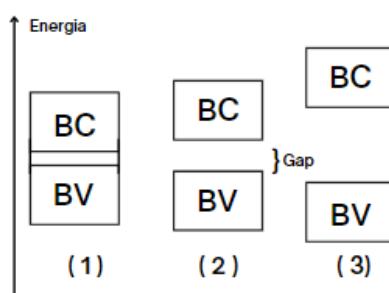 Energia
BC BC BC
Gap
BV BV BV
(1) (2) (3)